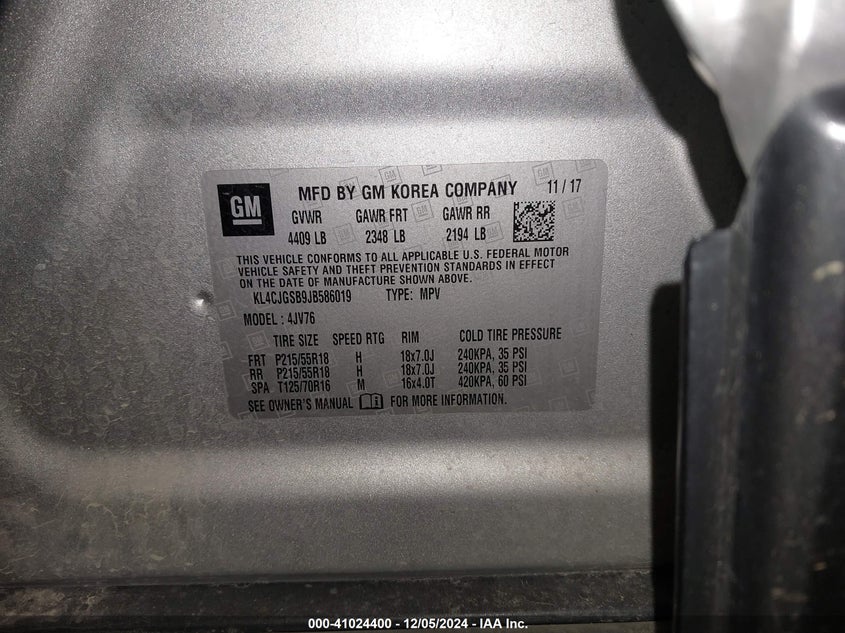 GM
MFD BY GM KOREA COMPANY 11/17
GVWR GAWR FRT GAWR RR
4409 LB 2348 LB 2194 LB
THIS VEHICLE CONFORMS TO ALL APPLICABLE U.S. FEDERAL MOTOR
VEHICLE SAFETY AND THEFT PREVENTION STANDARDS IN EFFECT
ON THE DATE OF MANUFACTURE SHOWN ABOVE.
KL4CJGSB9JB586019 TYPE: MPV
MODEL: 4JV76
TIRE SIZE SPEED RTG RIM COLD TIRE PRESSURE
FRT P215/55R18 H 18x7.0J 240KPA, 35 PSI
RR P215/55R18 H 18x7.0J 240KPA, 35 PSI
SPA T125/70R16 M 16x4.0T 420KPA, 60 PSI
SEE OWNER'S MANUAL FOR MORE INFORMATION.
000-41024400 - 12/05/2024 - IAA Inc.